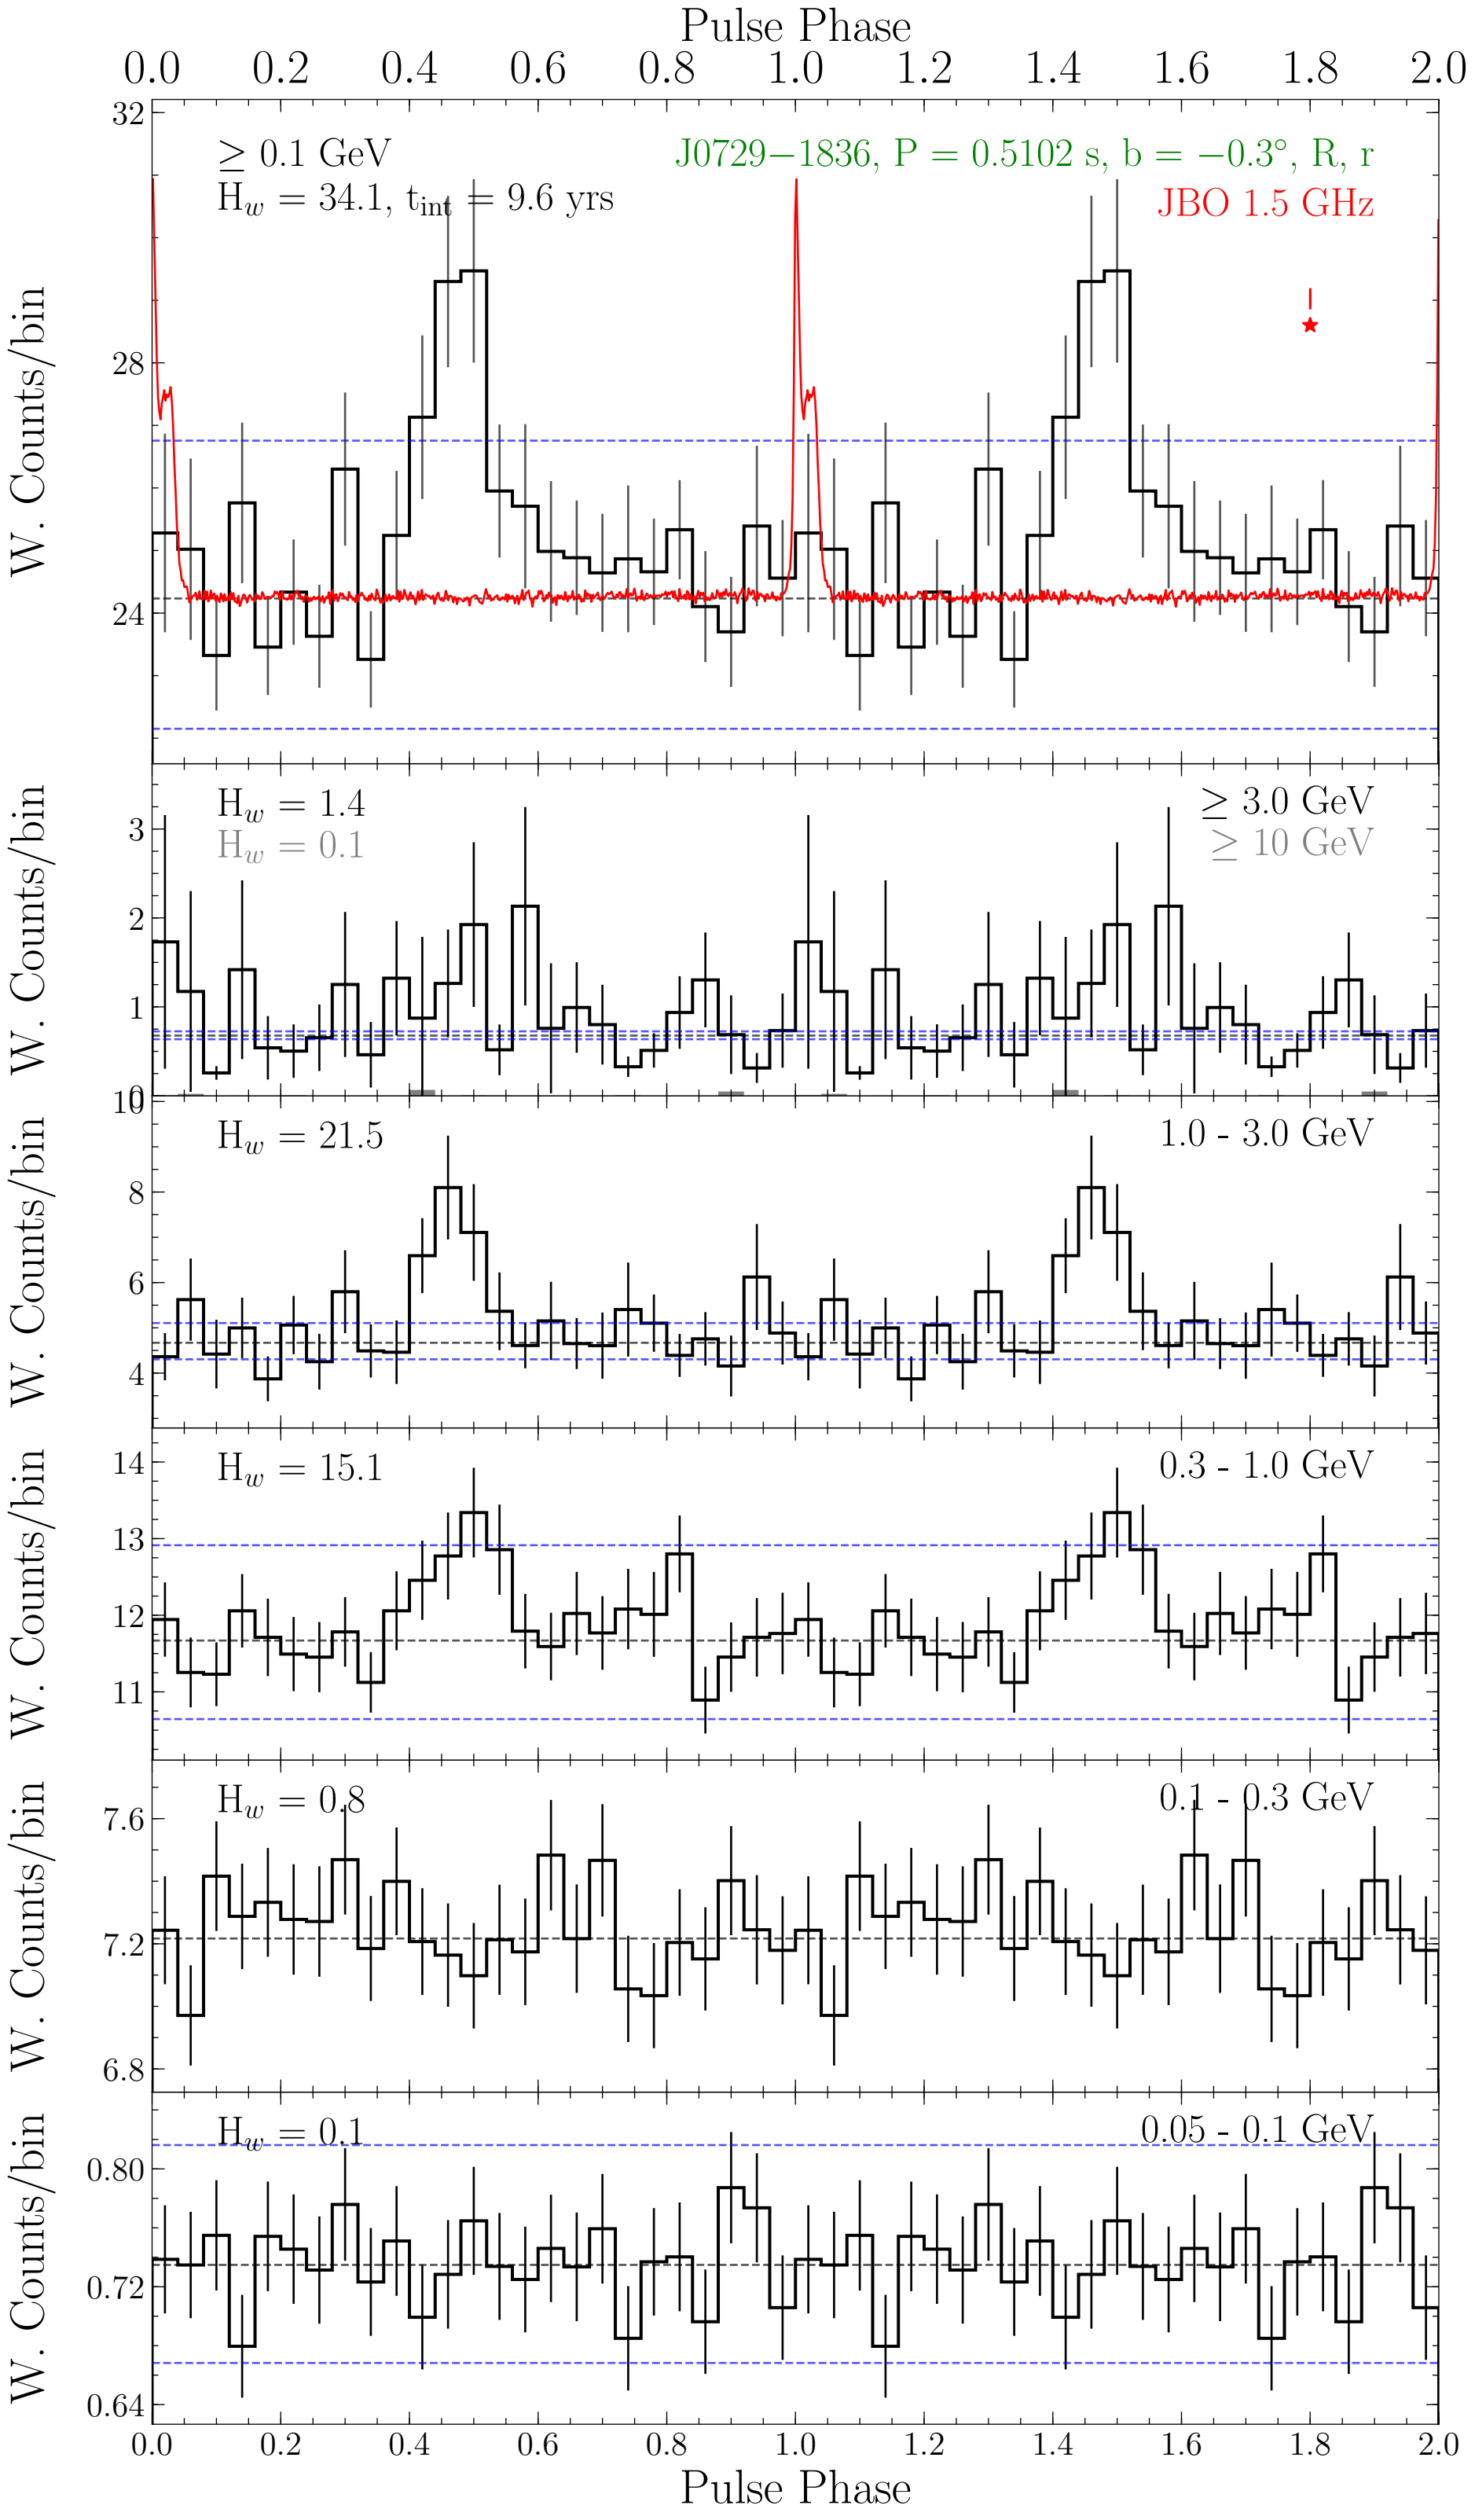 Pulse Phase
0.0 0.2 0.4 0.6 0.8 1.0 1.2 1.4 1.6 1.8 2.0
≥ 0.1 GeV
J0729−1836, P = 0.5102 s, b = −0.3°, R, r
H_w = 34.1, t_int = 9.6 yrs
JBO 1.5 GHz
32
28
24
W. Counts/bin
H_w = 1.4
≥ 3.0 GeV
H_w = 0.1
≥ 10 GeV
3
2
1
0
W. Counts/bin
H_w = 21.5
1.0 - 3.0 GeV
10
8
6
4
W. Counts/bin
H_w = 15.1
0.3 - 1.0 GeV
14
13
12
11
W. Counts/bin
H_w = 0.8
0.1 - 0.3 GeV
7.6
7.2
6.8
W. Counts/bin
H_w = 0.1
0.05 - 0.1 GeV
0.80
0.72
0.64
W. Counts/bin
0.0 0.2 0.4 0.6 0.8 1.0 1.2 1.4 1.6 1.8 2.0
Pulse Phase